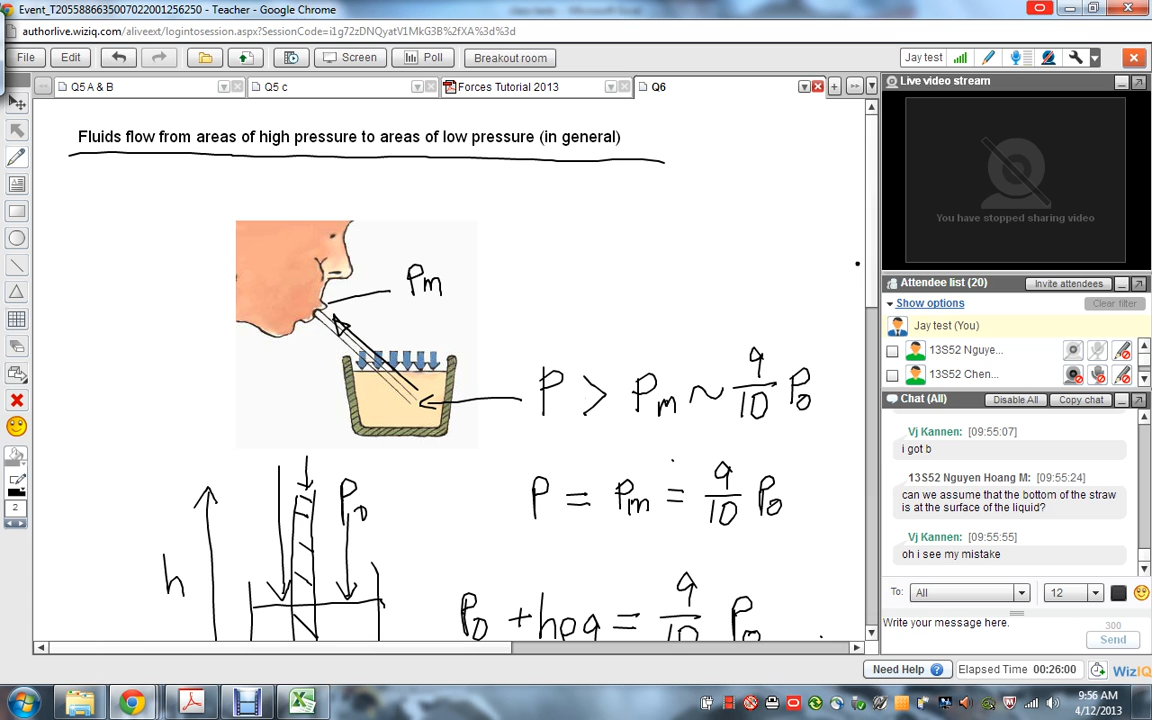 Event_T2055886635007022001256250 - Teacher - Google Chrome
authorlive.wiziq.com/aliveext/logintosession.aspx?SessionCode=i1g72zDNQyatV1MkG3B%2fXA%3d%3d
File Edit Screen Poll Breakout room Jay test
Q5 A & B Q5 c Forces Tutorial 2013 Q6
Live video stream
Fluids flow from areas of high pressure to areas of low pressure (in general)
You have stopped sharing video
Pm
Attendee list (20) Invite attendees
Show options Clear filter
Jay test (You)
13S52 Nguye...
13S52 Chen...
P > Pm ~ 9/10 P0
Chat (All) Disable All Copy chat
Vj Kannen: [09:55:07]
i got b
13S52 Nguyen Hoang M: [09:55:24]
can we assume that the bottom of the straw
is at the surface of the liquid?
Vj Kannen: [09:55:55]
oh i see my mistake
P = Pm = 9/10 P0
P0
h
P0 + hρg = 9/10 P0
To: All 12
Write your message here.
300
Send
2
Need Help ? Elapsed Time 00:26:00 WizIQ
9:56 AM
4/12/2013